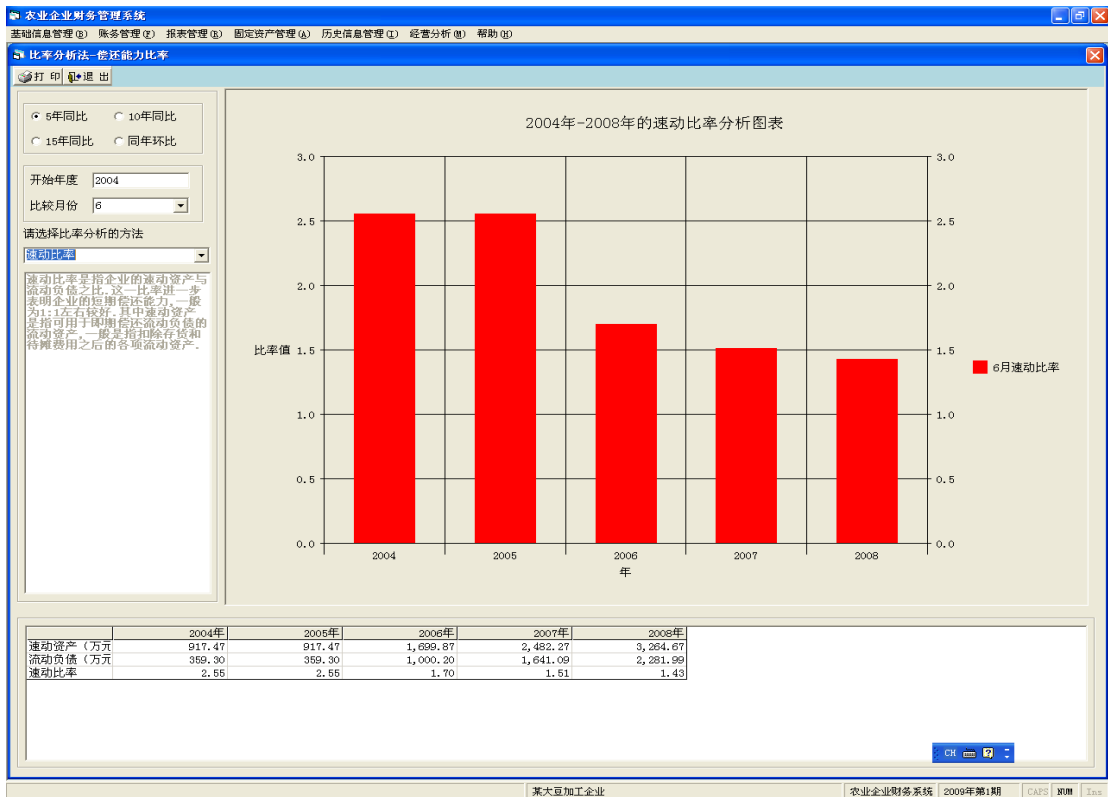 农业企业财务管理系统
基础信息管理(B) 账务管理(F) 报表管理(R) 固定资产管理(A) 历史信息管理(I) 经营分析(M) 帮助(H)
比率分析法-偿还能力比率
打 印 退 出
5年同比 10年同比
15年同比 同年环比
开始年度 2004
比较月份 6
请选择比率分析的方法
速动比率
速动比率是指企业的速动资产与
流动负债之比.这一比率进一步
表明企业的短期偿还能力,一般
为1:1左右较好.其中速动资产
是指可用于即期偿还流动负债的
流动资产,一般是指扣除存货和
待摊费用之后的各项流动资产.
2004年-2008年的速动比率分析图表
3.0 3.0
2.5 2.5
2.0 2.0
比率值 1.5 1.5
6月速动比率
1.0 1.0
0.5 0.5
0.0 0.0
2004 2005 2006 2007 2008
年
2004年 2005年 2006年 2007年 2008年
速动资产（万元 917.47 917.47 1,699.87 2,482.27 3,264.67
流动负债（万元 359.30 359.30 1,000.20 1,641.09 2,281.99
速动比率 2.55 2.55 1.70 1.51 1.43
CH
某大豆加工企业 农业企业财务系统 2009年第1期 CAPS NUM Ins